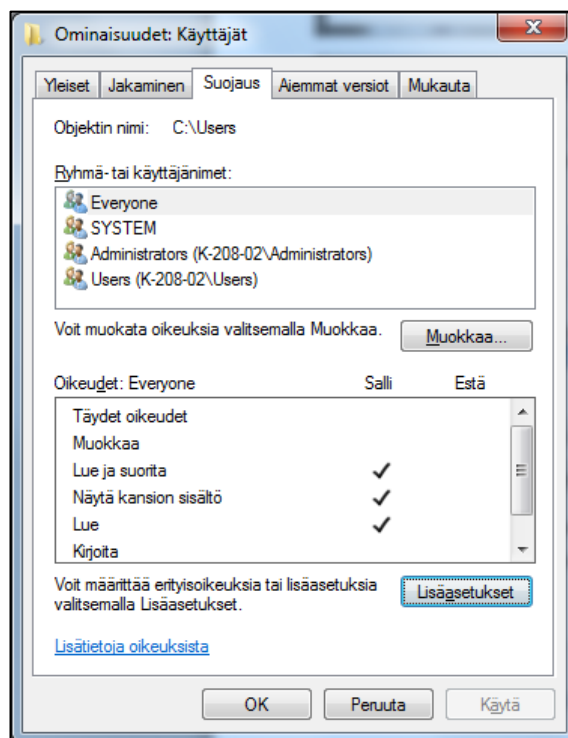 Ominaisuudet: Käyttäjät
Yleiset Jakaminen Suojaus Aiemmat versiot Mukauta
Objektin nimi: C:\Users
Ryhmä- tai käyttäjänimet:
Everyone
SYSTEM
Administrators (K-208-02\Administrators)
Users (K-208-02\Users)
Voit muokata oikeuksia valitsemalla Muokkaa. Muokkaa...
Oikeudet: Everyone Salli Estä
Täydet oikeudet
Muokkaa
Lue ja suorita
Näytä kansion sisältö
Lue
Kirjoita
Voit määrittää erityisoikeuksia tai lisäasetuksia
valitsemalla Lisäasetukset. Lisäasetukset
Lisätietoja oikeuksista
OK Peruuta Käytä